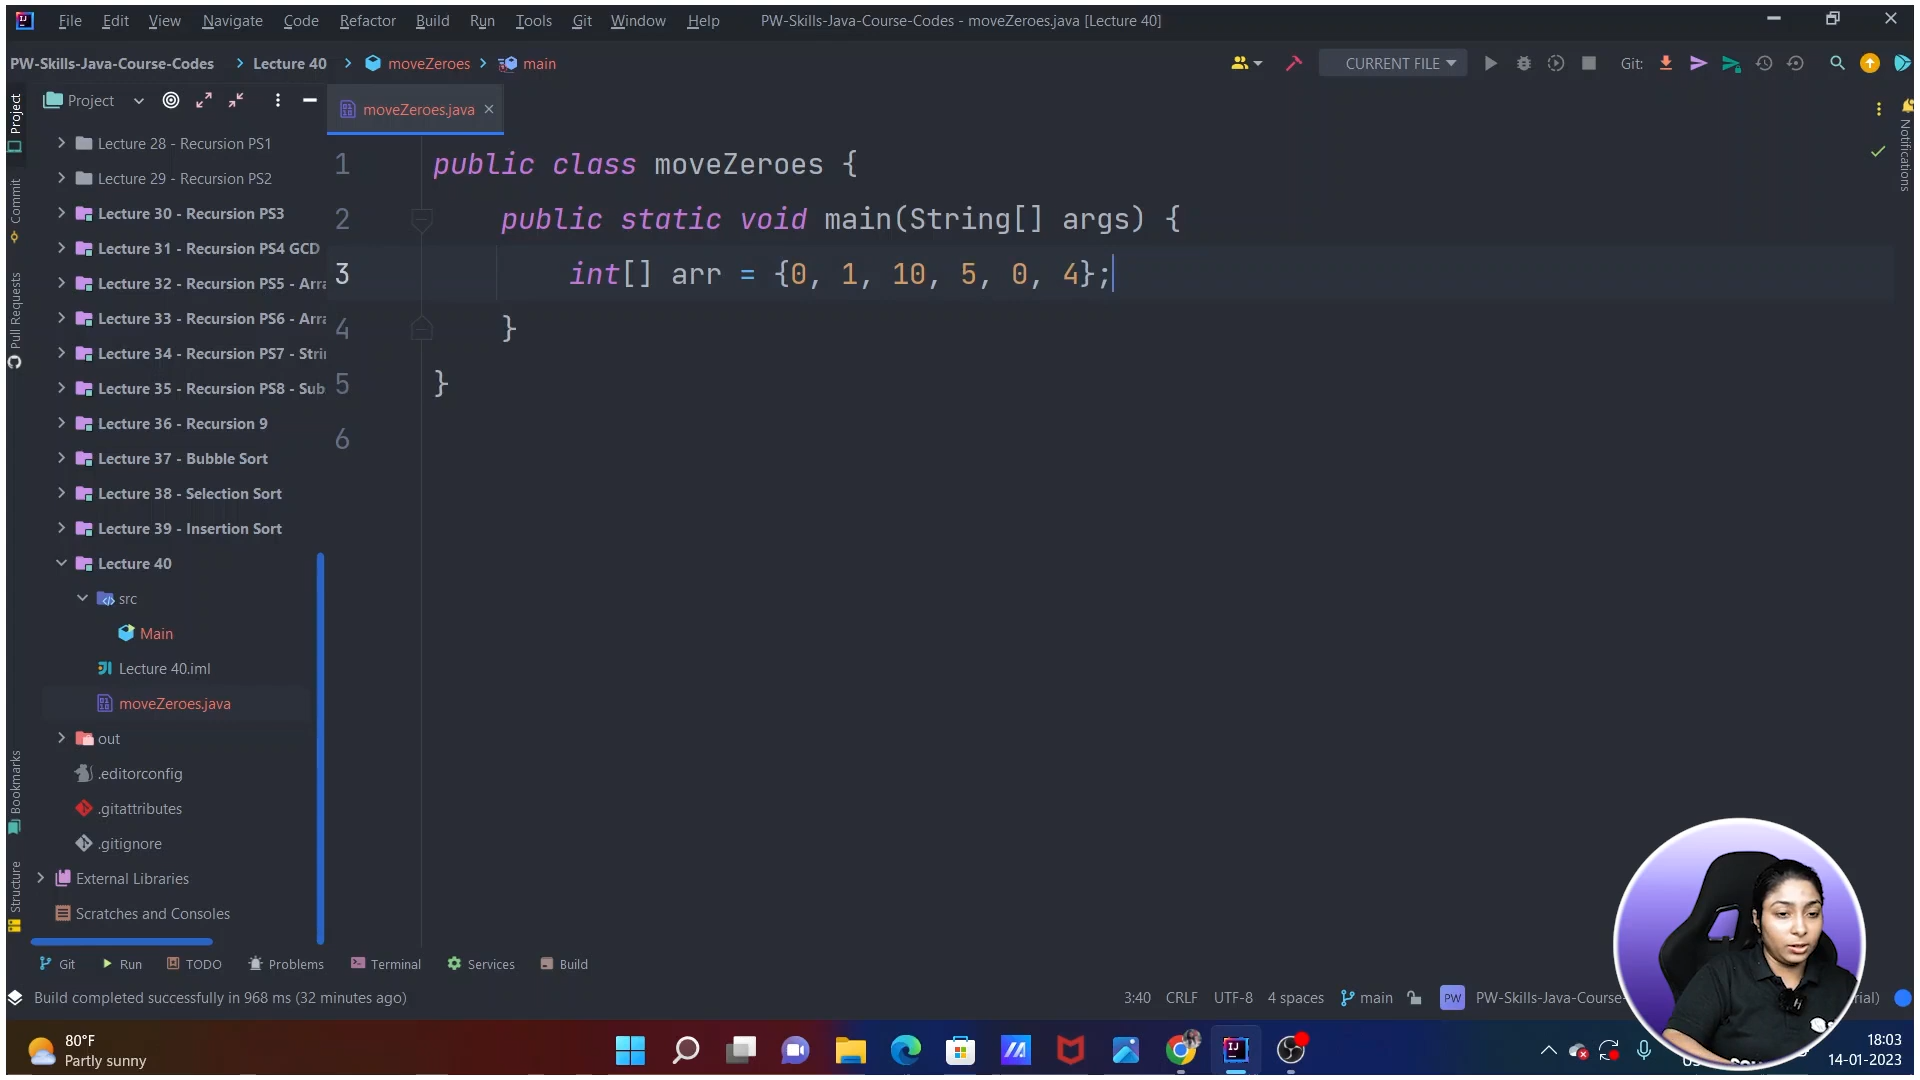 File Edit View Navigate Code Refactor Build Run Tools Git Window Help PW-Skills-Java-Course-Codes - moveZeroes.java [Lecture 40]
PW-Skills-Java-Course-Codes Lecture 40 moveZeroes main CURRENT FILE Git:
Project
moveZeroes.java
Project
Commit
Pull Requests
Bookmarks
Structure
Notifications
Lecture 28 - Recursion PS1
Lecture 29 - Recursion PS2
Lecture 30 - Recursion PS3
Lecture 31 - Recursion PS4 GCD
Lecture 32 - Recursion PS5 - Arra
Lecture 33 - Recursion PS6 - Arra
Lecture 34 - Recursion PS7 - Stri
Lecture 35 - Recursion PS8 - Sub
Lecture 36 - Recursion 9
Lecture 37 - Bubble Sort
Lecture 38 - Selection Sort
Lecture 39 - Insertion Sort
Lecture 40
src
Main
Lecture 40.iml
moveZeroes.java
out
.editorconfig
.gitattributes
.gitignore
External Libraries
Scratches and Consoles
1 public class moveZeroes {
2 public static void main(String[] args) {
3 int[] arr = {0, 1, 10, 5, 0, 4};
4 }
5 }
6
Git Run TODO Problems Terminal Services Build
Build completed successfully in 968 ms (32 minutes ago) 3:40 CRLF UTF-8 4 spaces main PW PW-Skills-Java-Course- rial)
80°F
Partly sunny
18:03
14-01-2023